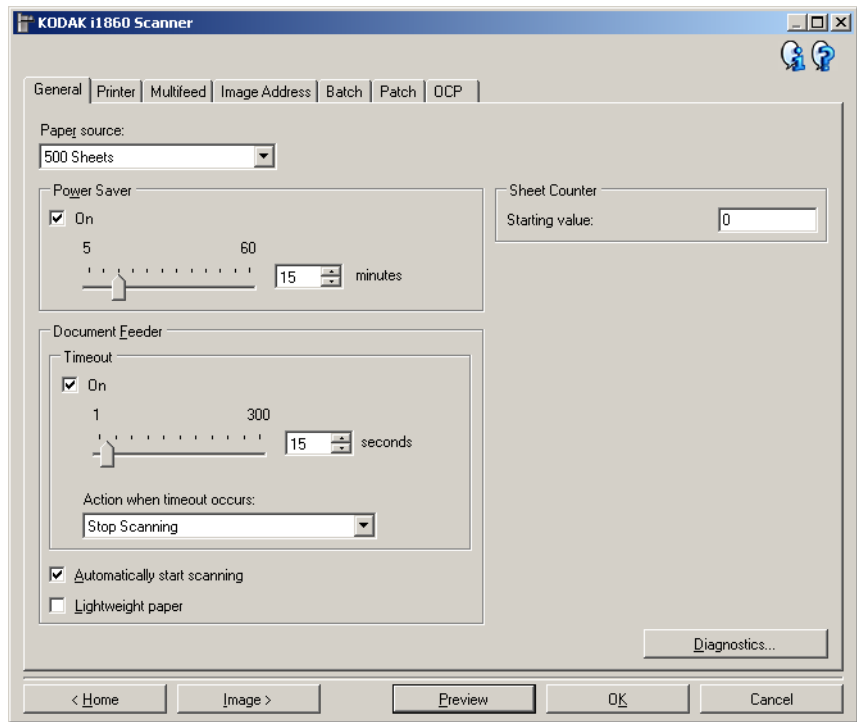 KODAK i1860 Scanner
General Printer Multifeed Image Address Batch Patch OCP
Paper source:
500 Sheets
Power Saver
On
5 60
15 minutes
Sheet Counter
Starting value: 0
Document Feeder
Timeout
On
1 300
15 seconds
Action when timeout occurs:
Stop Scanning
Automatically start scanning
Lightweight paper
Diagnostics...
< Home Image > Preview OK Cancel